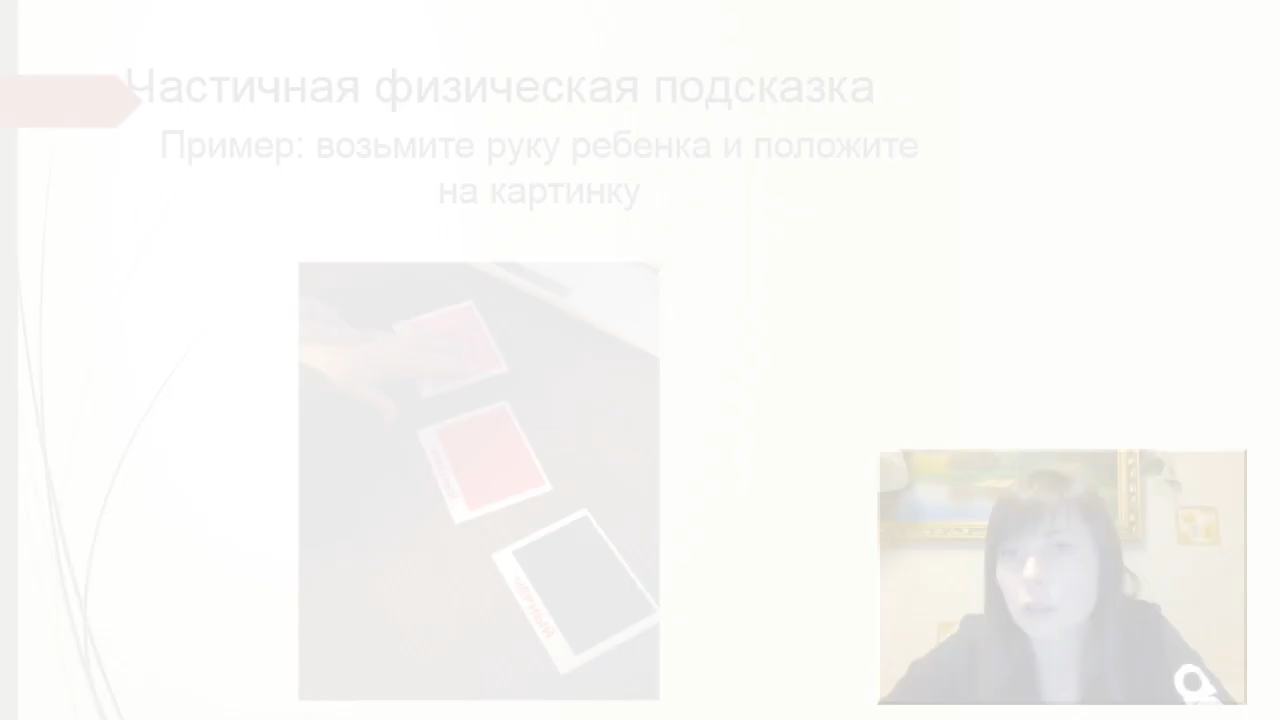 Частичная физическая подсказка
Пример: возьмите руку ребенка и положите
на картинку